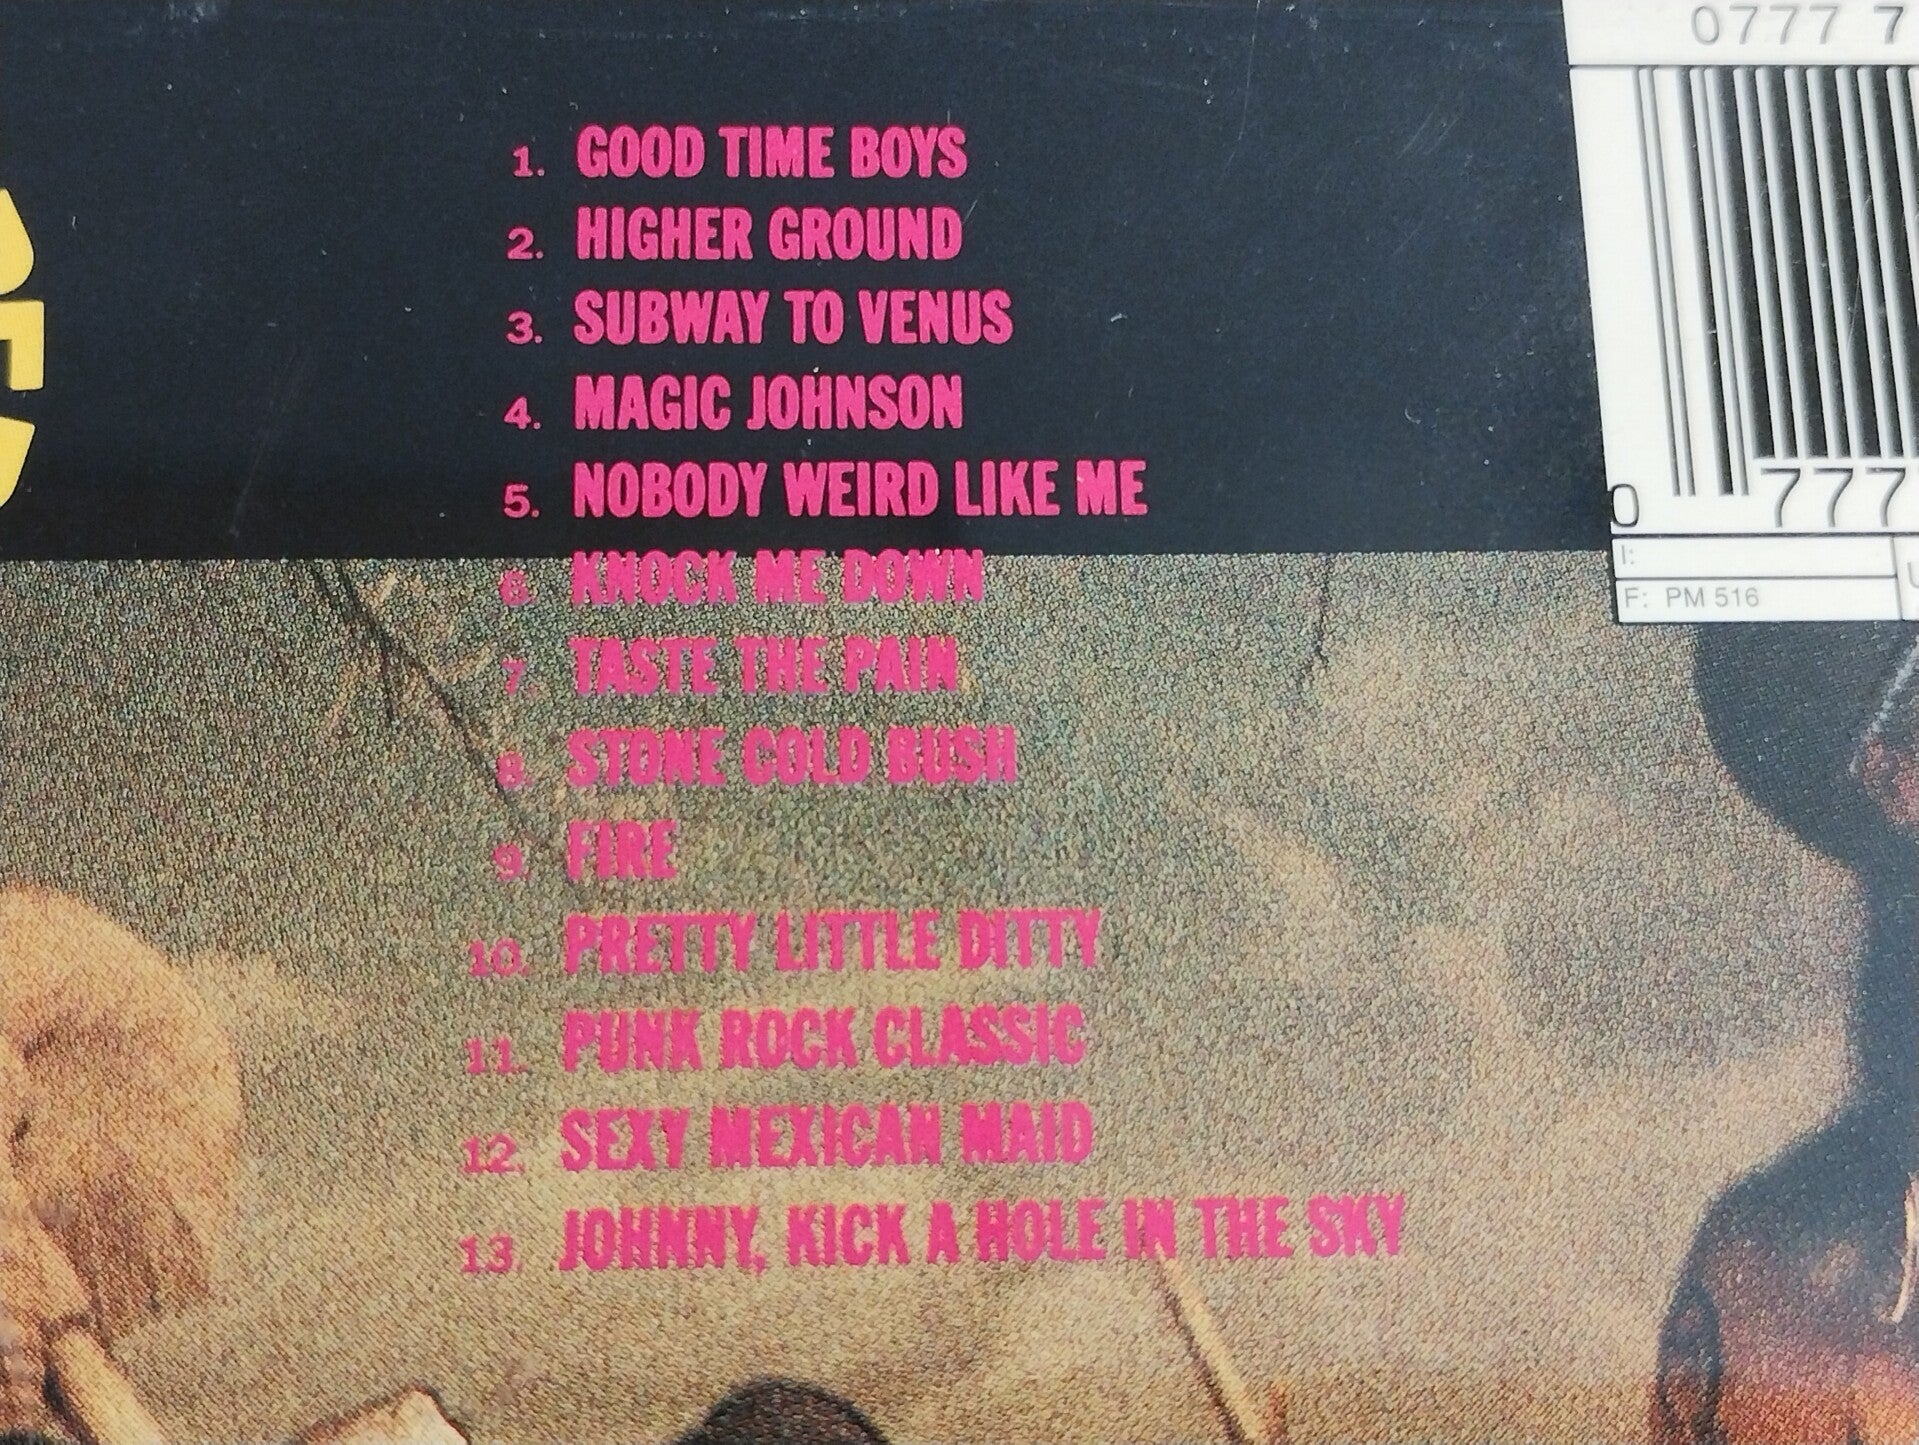 0777 7
1. GOOD TIME BOYS
2. HIGHER GROUND
3. SUBWAY TO VENUS
4. MAGIC JOHNSON
5. NOBODY WEIRD LIKE ME
6. KNOCK ME DOWN
7. TASTE THE PAIN
8. STONE COLD BUSH
9. FIRE
10. PRETTY LITTLE DITTY
11. PUNK ROCK CLASSIC
12. SEXY MEXICAN MAID
13. JOHNNY, KICK A HOLE IN THE SKY
0 777
I:
F: PM 516